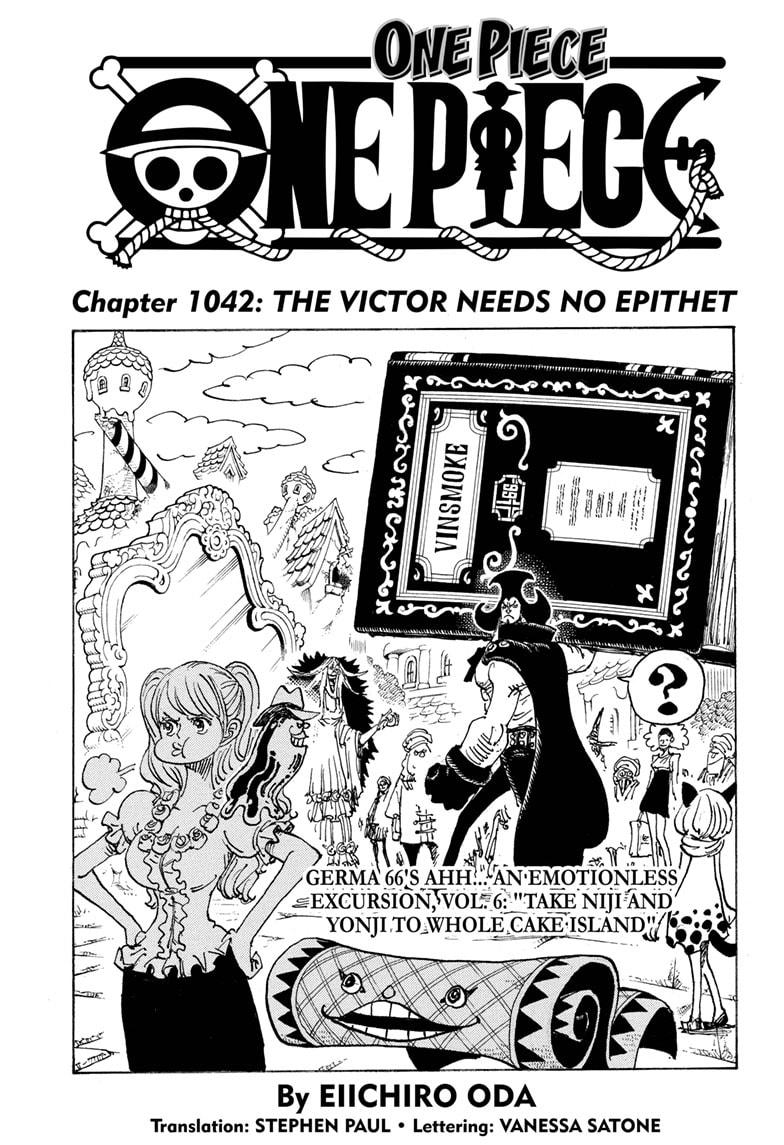 ONE PIECE
ONE PIECE
Chapter 1042: THE VICTOR NEEDS NO EPITHET
VINSMOKE
66
?
GERMA 66'S AHH... AN EMOTIONLESS
EXCURSION, VOL. 6: "TAKE NIJI AND
YONJI TO WHOLE CAKE ISLAND"
By EIICHIRO ODA
Translation: STEPHEN PAUL • Lettering: VANESSA SATONE